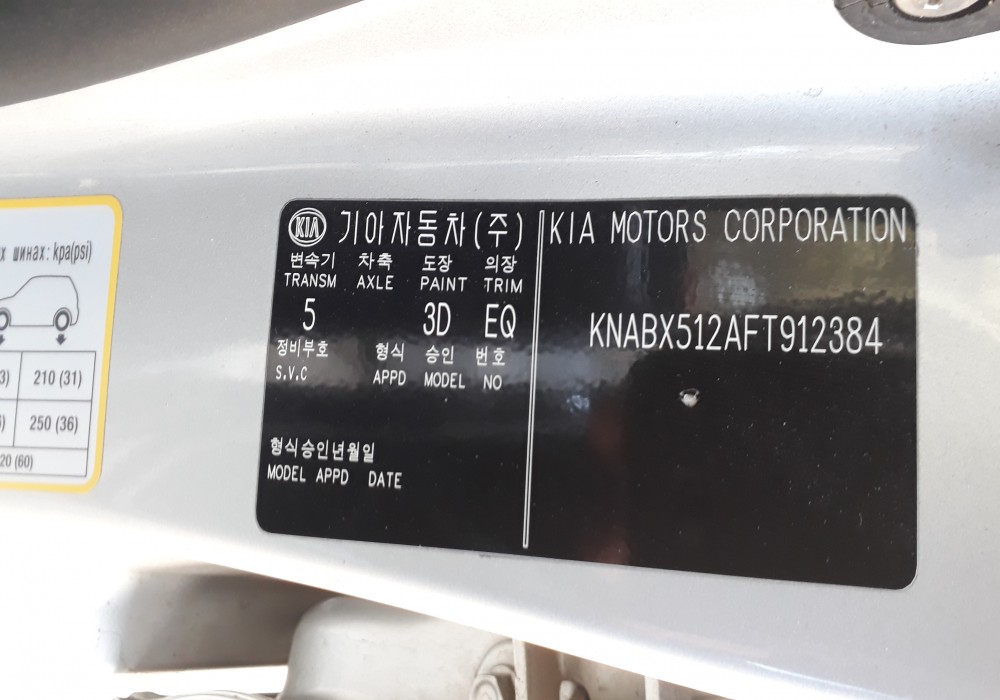 х шинах: kpa(psi)
3) 210 (31)
250 (36)
20 (60)
KIA 기아자동차(주) KIA MOTORS CORPORATION
변속기 차축 도장 의장
TRANSM AXLE PAINT TRIM
5 3D EQ
KNABX512AFT912384
정비부호 형식 승인 번호
S.V.C APPD MODEL NO
형식승인년월일
MODEL APPD DATE